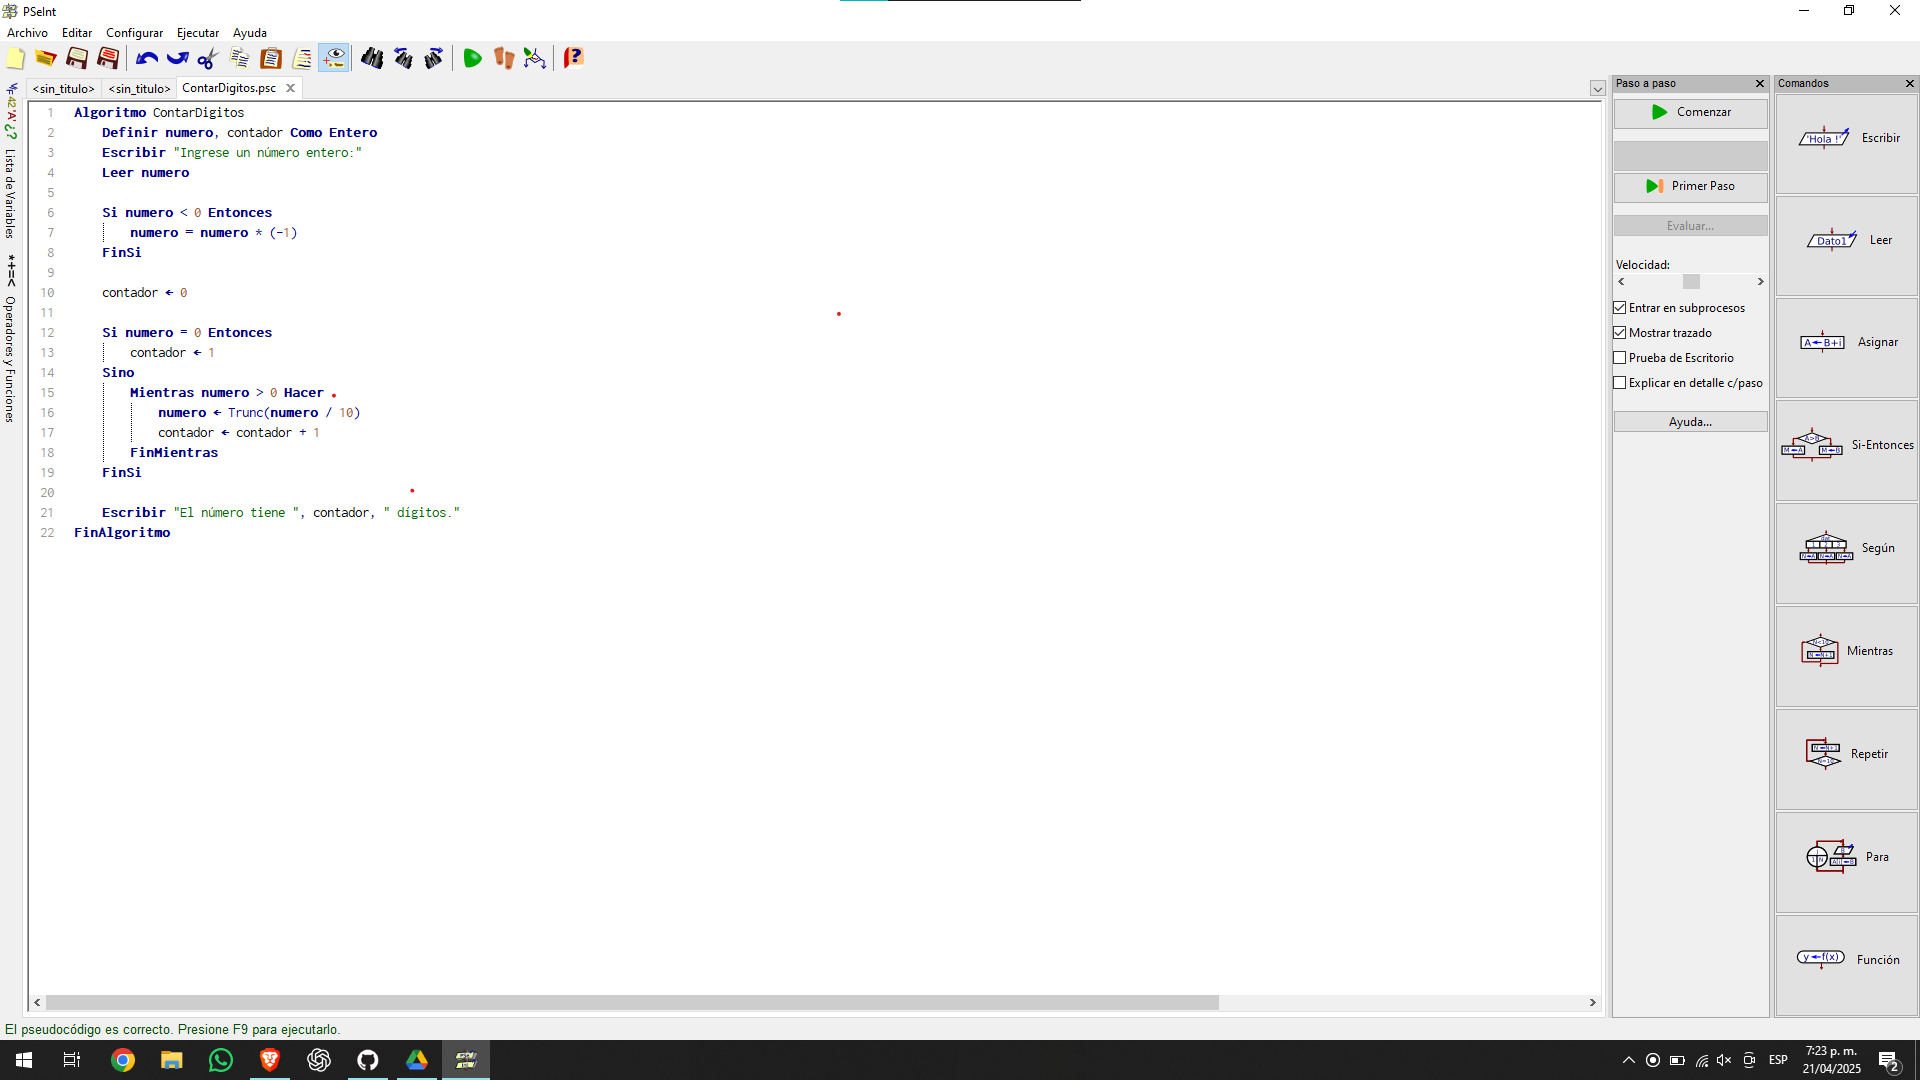 PSeInt
Archivo Editar Configurar Ejecutar Ayuda
<sin_titulo> <sin_titulo> ContarDigitos.psc
Lista de Variables
*+=< Operadores y Funciones
1 Algoritmo ContarDigitos
2 Definir numero, contador Como Entero
3 Escribir "Ingrese un número entero:"
4 Leer numero
5
6 Si numero < 0 Entonces
7 numero = numero * (-1)
8 FinSi
9
10 contador ← 0
11
12 Si numero = 0 Entonces
13 contador ← 1
14 Sino
15 Mientras numero > 0 Hacer
16 numero ← Trunc(numero / 10)
17 contador ← contador + 1
18 FinMientras
19 FinSi
20
21 Escribir "El número tiene ", contador, " dígitos."
22 FinAlgoritmo
Paso a paso
Comenzar
Primer Paso
Evaluar...
Velocidad:
Entrar en subprocesos
Mostrar trazado
Prueba de Escritorio
Explicar en detalle c/paso
Ayuda...
Comandos
'Hola !' Escribir
Dato1 Leer
A←B+i Asignar
Si-Entonces
Según
Mientras
Repetir
Para
y←f(x) Función
El pseudocódigo es correcto. Presione F9 para ejecutarlo.
ESP
7:23 p. m.
21/04/2025
2